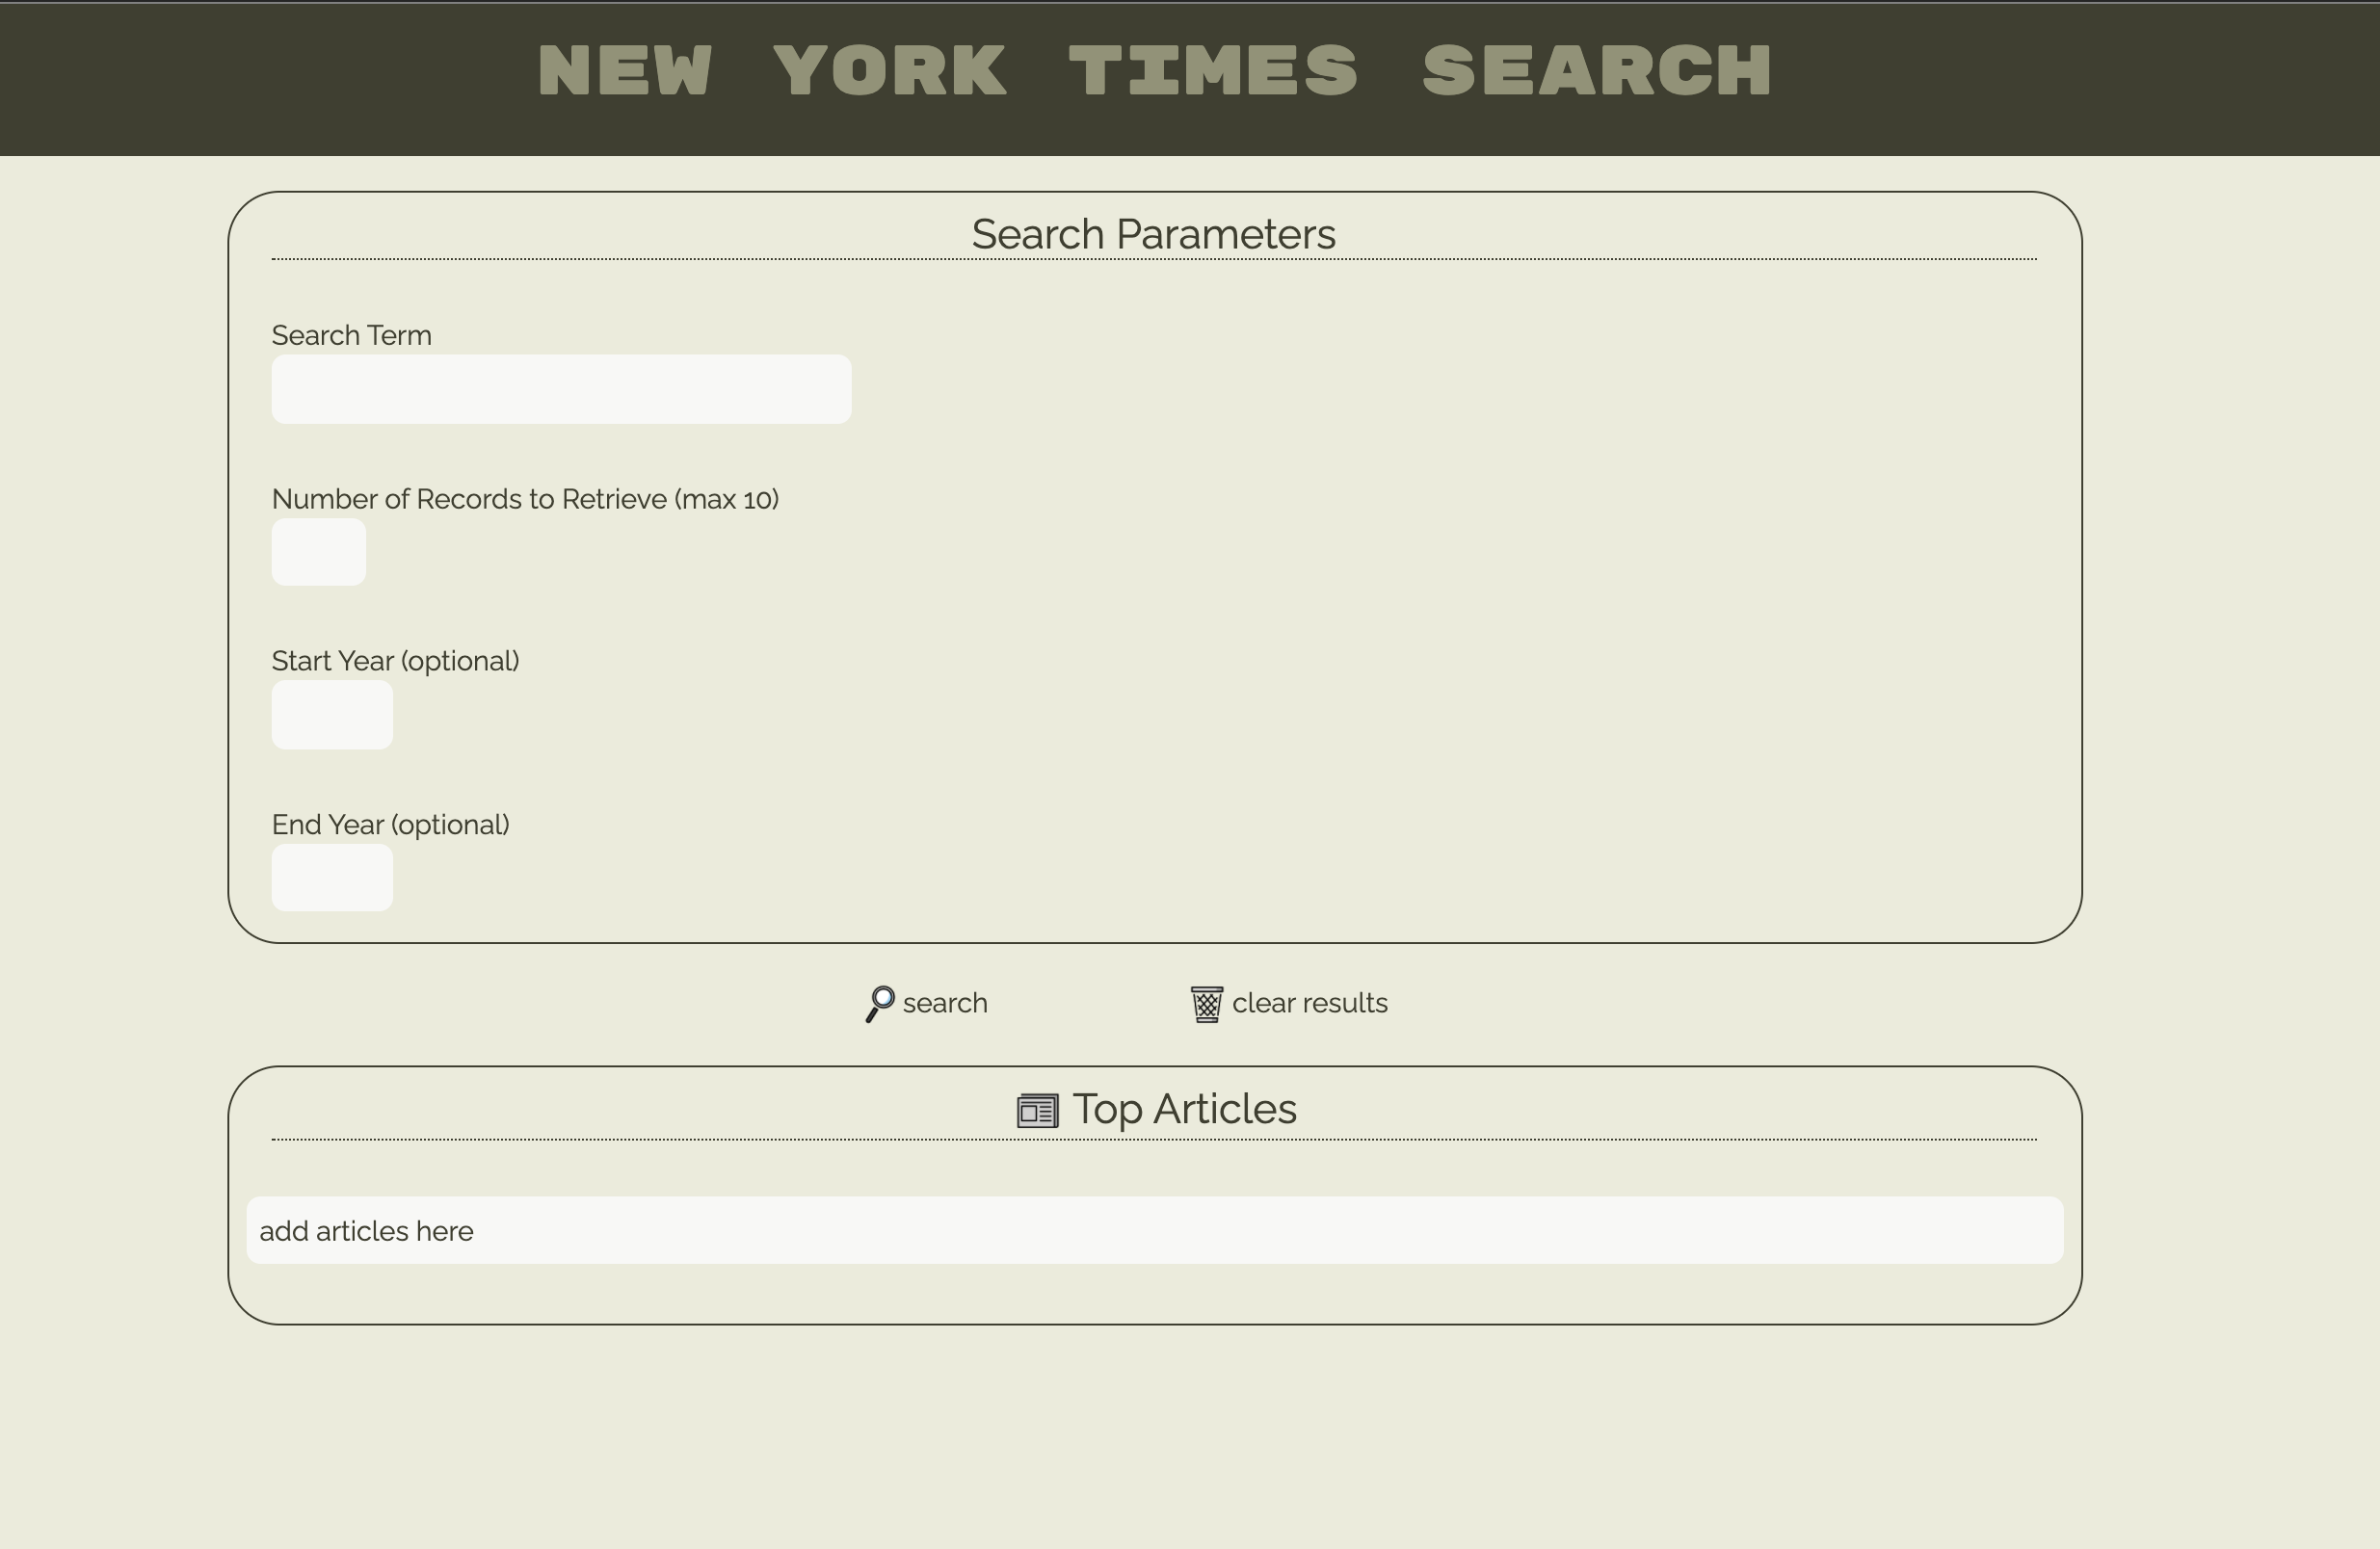 NEW YORK TIMES SEARCH
Search Parameters
Search Term
Number of Records to Retrieve (max 10)
Start Year (optional)
End Year (optional)
search
clear results
Top Articles
add articles here